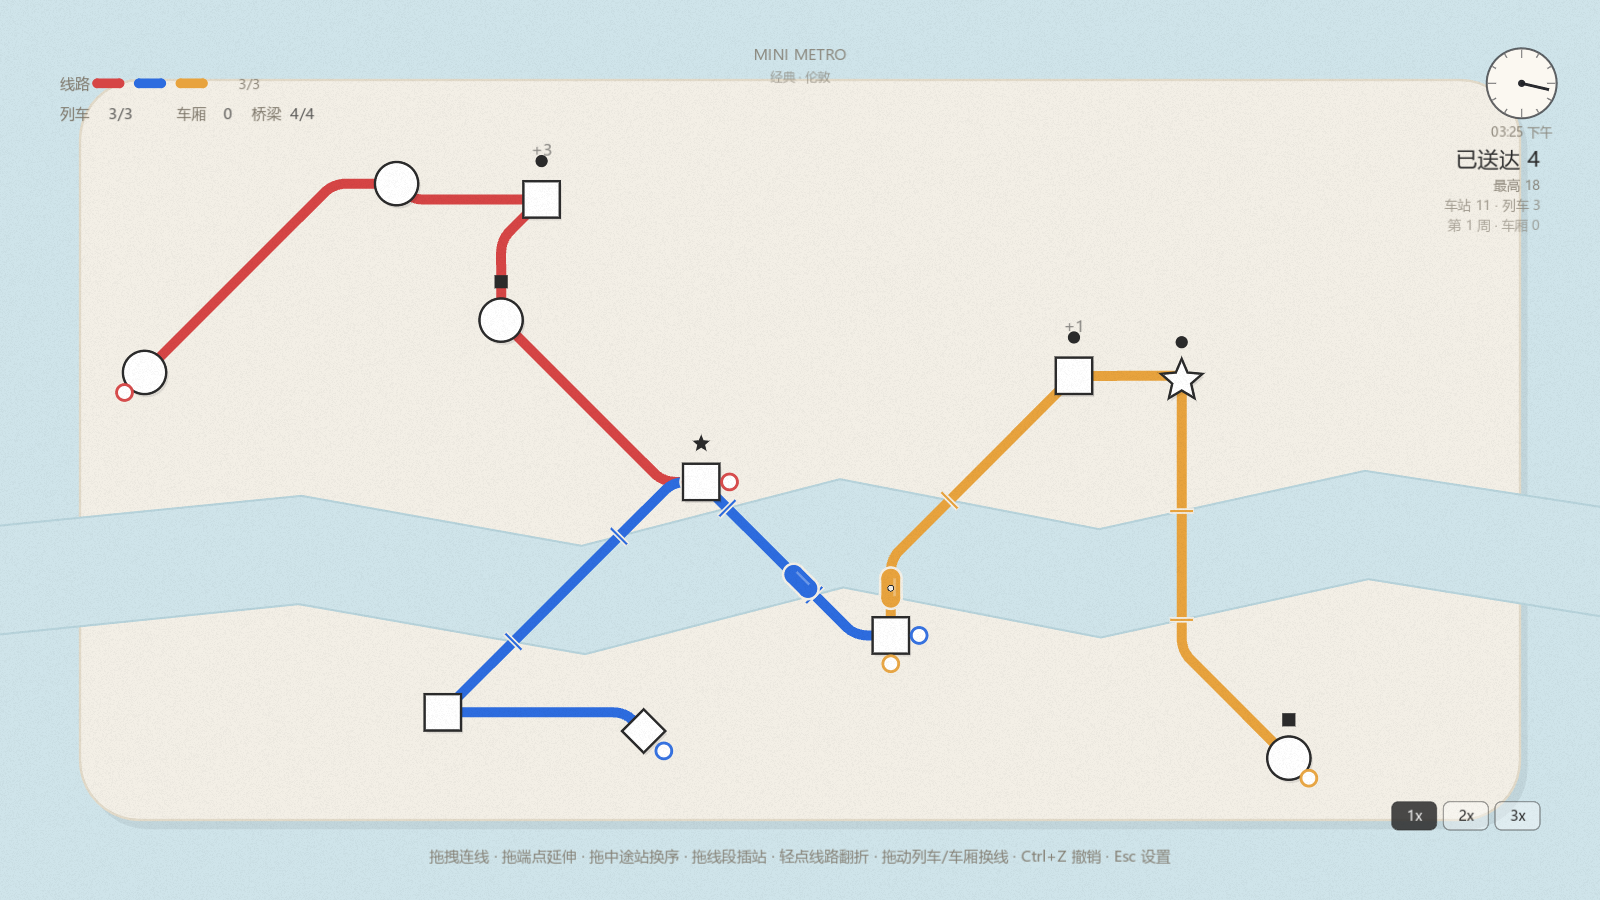 MINI METRO
经典 · 伦敦
线路 3/3
列车 3/3 车厢 0 桥梁 4/4
03:25 下午
已送达 4
最高 18
车站 11 · 列车 3
第 1 周 · 车厢 0
+3
+1
1x 2x 3x
拖拽连线 · 拖端点延伸 · 拖中途站换序 · 拖线段插站 · 轻点线路翻折 · 拖动列车/车厢换线 · Ctrl+Z 撤销 · Esc 设置